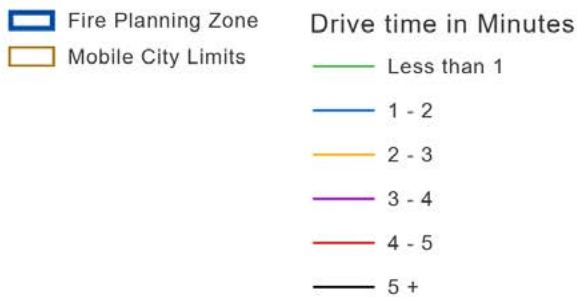 Fire Planning Zone
Mobile City Limits
Drive time in Minutes
Less than 1
1 - 2
2 - 3
3 - 4
4 - 5
5 +